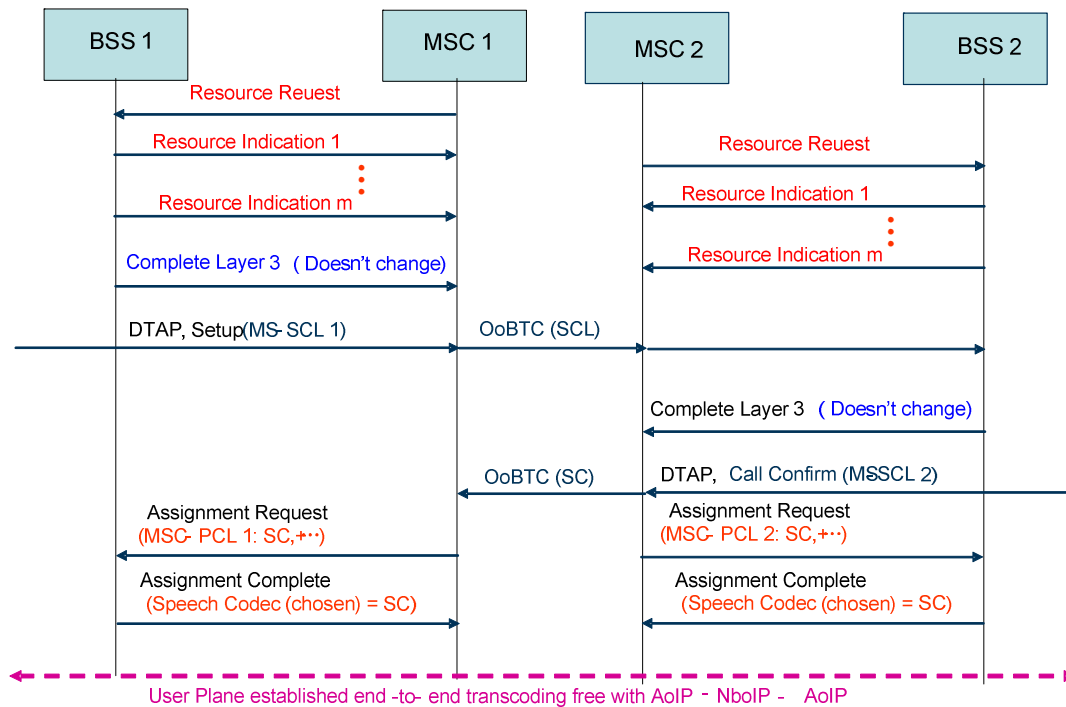 BSS 1
MSC 1
MSC 2
BSS 2
Resource Reuest
Resource Indication 1
Resource Reuest
Resource Indication m
Resource Indication 1
Resource Indication m
Complete Layer 3 ( Doesn't change)
DTAP, Setup(MS- SCL 1)
OoBTC (SCL)
Complete Layer 3 ( Doesn't change)
OoBTC (SC)
DTAP, Call Confirm (MS-SCL 2)
Assignment Request
(MSC- PCL 1: SC,+···)
Assignment Request
(MSC- PCL 2: SC,+···)
Assignment Complete
(Speech Codec (chosen) = SC)
Assignment Complete
(Speech Codec (chosen) = SC)
User Plane established end -to- end transcoding free with AoIP - NboIP - AoIP